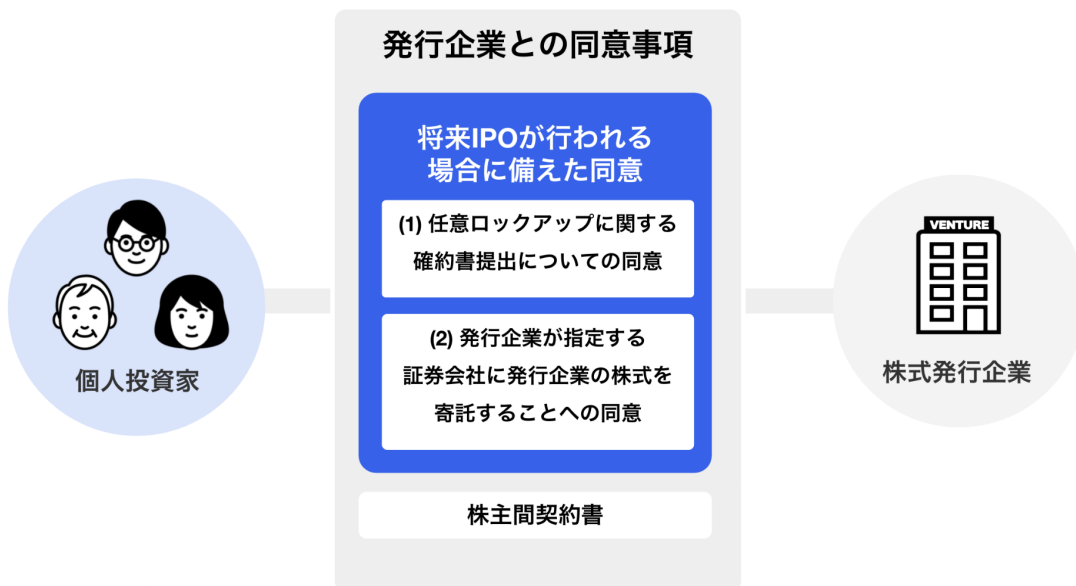 発行企業との同意事項
将来IPOが行われる
場合に備えた同意
(1) 任意ロックアップに関する
確約書提出についての同意
(2) 発行企業が指定する
証券会社に発行企業の株式を
寄託することへの同意
株主間契約書
個人投資家
VENTURE
株式発行企業